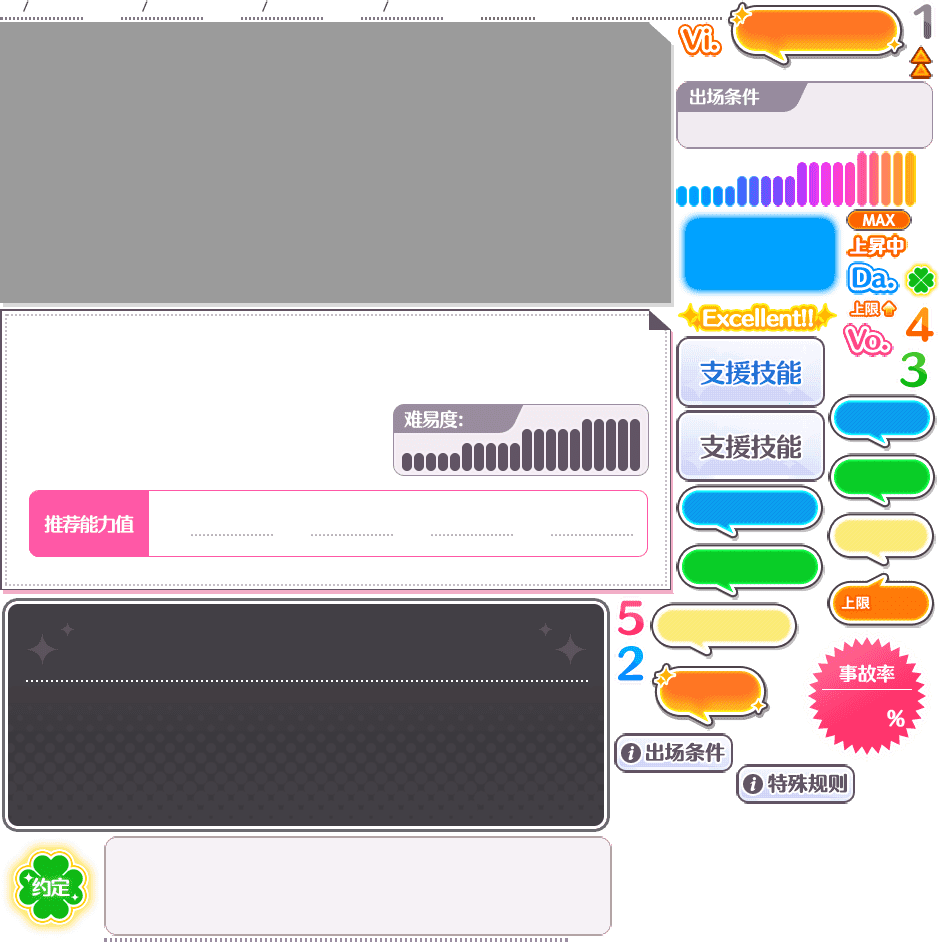 / / / /
Vi.
1
出场条件
MAX
上昇中
Da.
上限
Excellent!!
Vo.
4
3
支援技能
支援技能
难易度:
推荐能力值
上限
5
2
事故率
%
出场条件
特殊规则
约定